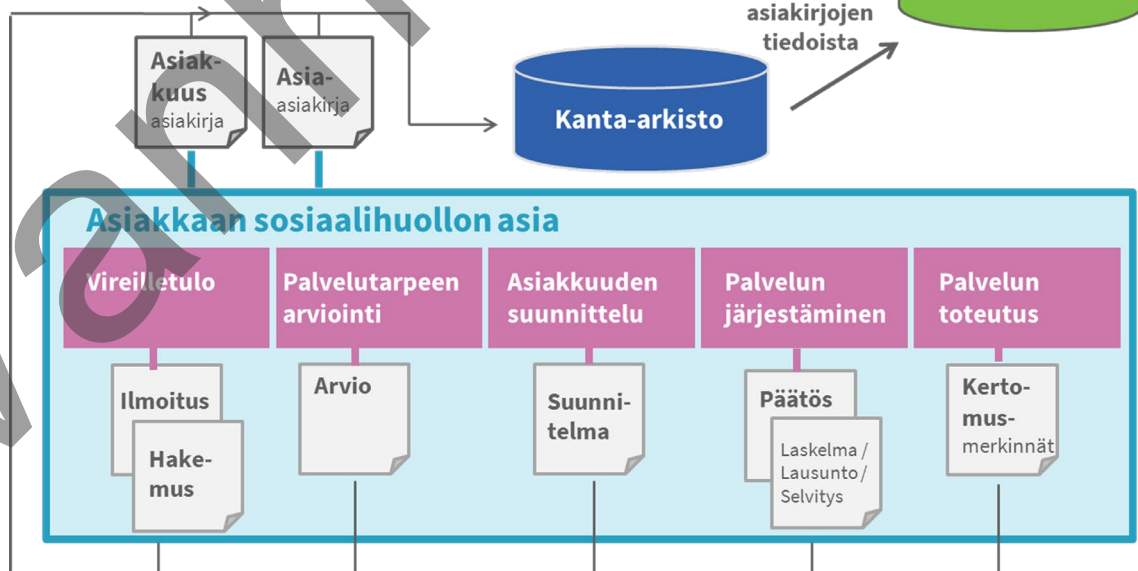 asiakirjojen
tiedoista
Asiak-
kuus
asiakirja
Asia-
asiakirja
Kanta-arkisto
Asiakkaan sosiaalihuollon asia
Vireilletulo
Palvelutarpeen
arviointi
Asiakkuuden
suunnittelu
Palvelun
järjestäminen
Palvelun
toteutus
Ilmoitus
Hake-
mus
Arvio
Suunni-
telma
Päätös
Laskelma /
Lausunto /
Selvitys
Kerto-
mus-
merkinnät